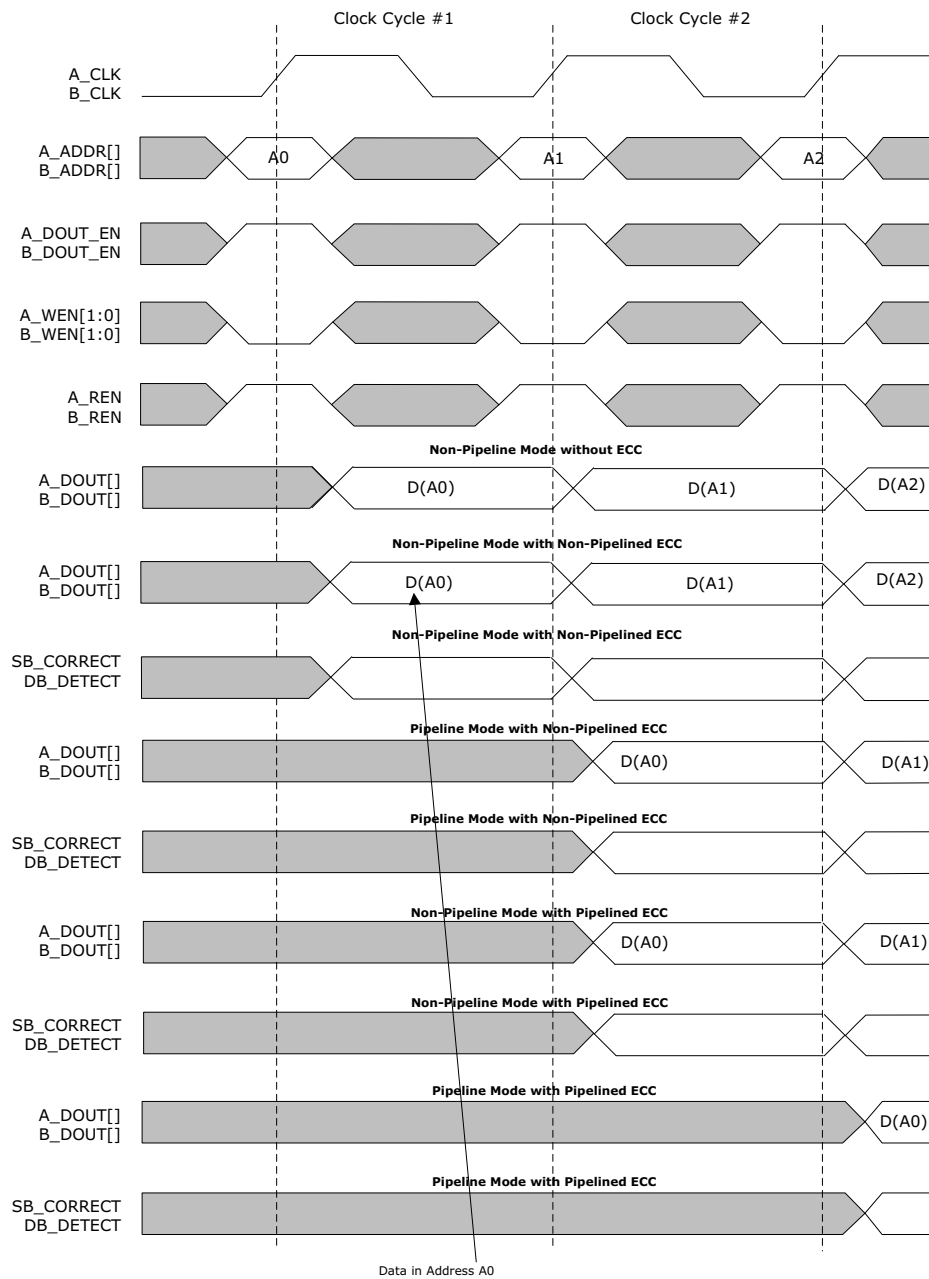 Clock Cycle #1
Clock Cycle #2
A_CLK
B_CLK
A_ADDR[]
B_ADDR[]
A0
A1
A2
A_DOUT_EN
B_DOUT_EN
A_WEN[1:0]
B_WEN[1:0]
A_REN
B_REN
Non-Pipeline Mode without ECC
A_DOUT[]
B_DOUT[]
D(A0)
D(A1)
D(A2)
Non-Pipeline Mode with Non-Pipelined ECC
A_DOUT[]
B_DOUT[]
D(A0)
D(A1)
D(A2)
Non-Pipeline Mode with Non-Pipelined ECC
SB_CORRECT
DB_DETECT
Pipeline Mode with Non-Pipelined ECC
A_DOUT[]
B_DOUT[]
D(A0)
D(A1)
Pipeline Mode with Non-Pipelined ECC
SB_CORRECT
DB_DETECT
Non-Pipeline Mode with Pipelined ECC
A_DOUT[]
B_DOUT[]
D(A0)
D(A1)
Non-Pipeline Mode with Pipelined ECC
SB_CORRECT
DB_DETECT
Pipeline Mode with Pipelined ECC
A_DOUT[]
B_DOUT[]
D(A0)
Pipeline Mode with Pipelined ECC
SB_CORRECT
DB_DETECT
Data in Address A0